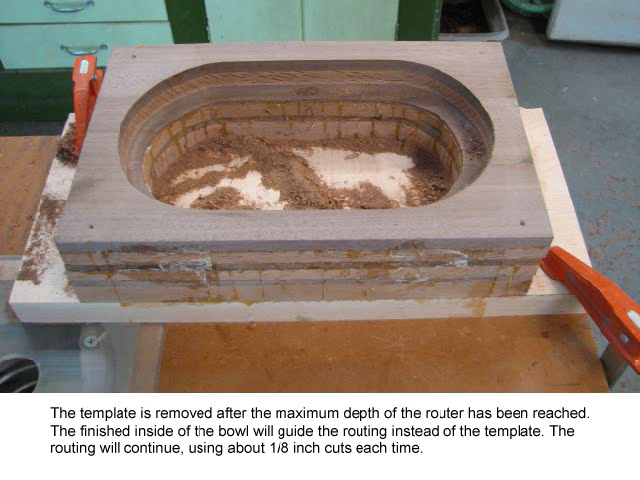 The template is removed after the maximum depth of the router has been reached.
The finished inside of the bowl will guide the routing instead of the template. The
routing will continue, using about 1/8 inch cuts each time.